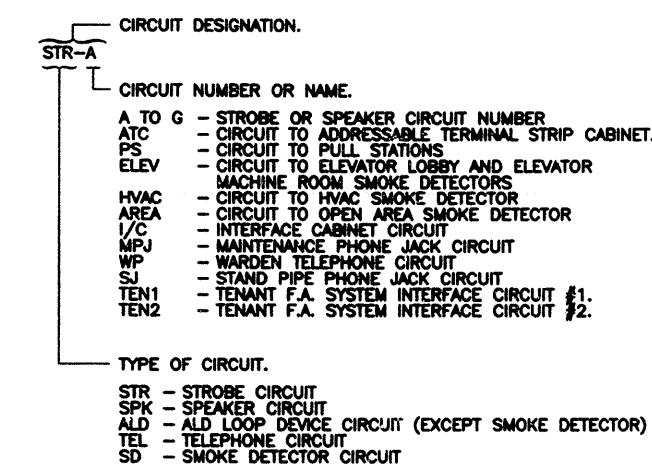 CIRCUIT DESIGNATION.
STR-A
CIRCUIT NUMBER OR NAME.
A TO G - STROBE OR SPEAKER CIRCUIT NUMBER
ATC - CIRCUIT TO ADDRESSABLE TERMINAL STRIP CABINET.
PS - CIRCUIT TO PULL STATIONS
ELEV - CIRCUIT TO ELEVATOR LOBBY AND ELEVATOR
MACHINE ROOM SMOKE DETECTORS
HVAC - CIRCUIT TO HVAC SMOKE DETECTOR
AREA - CIRCUIT TO OPEN AREA SMOKE DETECTOR
I/C - INTERFACE CABINET CIRCUIT
MPJ - MAINTENANCE PHONE JACK CIRCUIT
WP - WARDEN TELEPHONE CIRCUIT
SJ - STAND PIPE PHONE JACK CIRCUIT
TEN1 - TENANT F.A. SYSTEM INTERFACE CIRCUIT #1.
TEN2 - TENANT F.A. SYSTEM INTERFACE CIRCUIT #2.
TYPE OF CIRCUIT.
STR - STROBE CIRCUIT
SPK - SPEAKER CIRCUIT
ALD - ALD LOOP DEVICE CIRCUIT (EXCEPT SMOKE DETECTOR)
TEL - TELEPHONE CIRCUIT
SD - SMOKE DETECTOR CIRCUIT